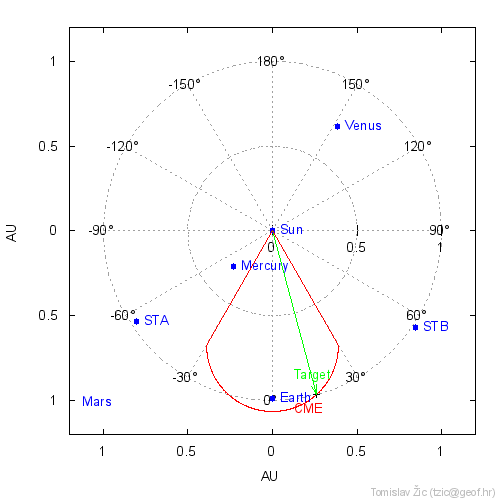 1
180°
-150°
150°
Venus
0.5
-120°
120°
AU
0
-90°
Sun
0
0.5
90°
1
Mercury
0.5
-60°
STA
60°
STB
-30°
Target
30°
1
Mars
0°
Earth
CME
1
0.5
0
0.5
1
AU
Tomislav Žic (tzic@geof.hr)